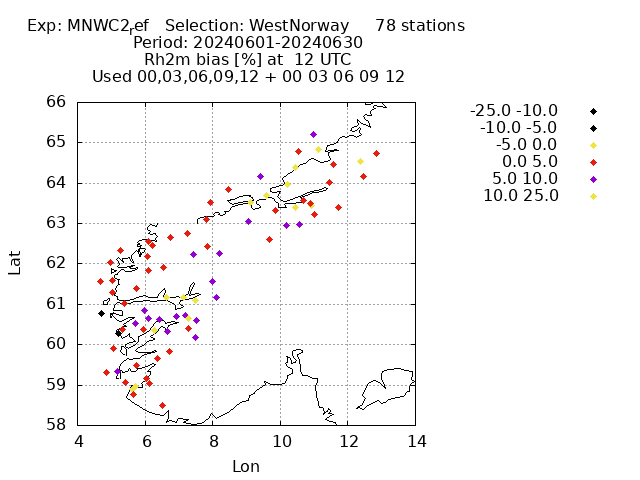 Exp: MNWC2_ref Selection: WestNorway 78 stations
Period: 20240601-20240630
Rh2m bias [%] at 12 UTC
Used 00,03,06,09,12 + 00 03 06 09 12
66
65
64
63
62
61
60
59
58
4 6 8 10 12 14
Lat
Lon
-25.0 -10.0
-10.0 -5.0
-5.0 0.0
0.0 5.0
5.0 10.0
10.0 25.0